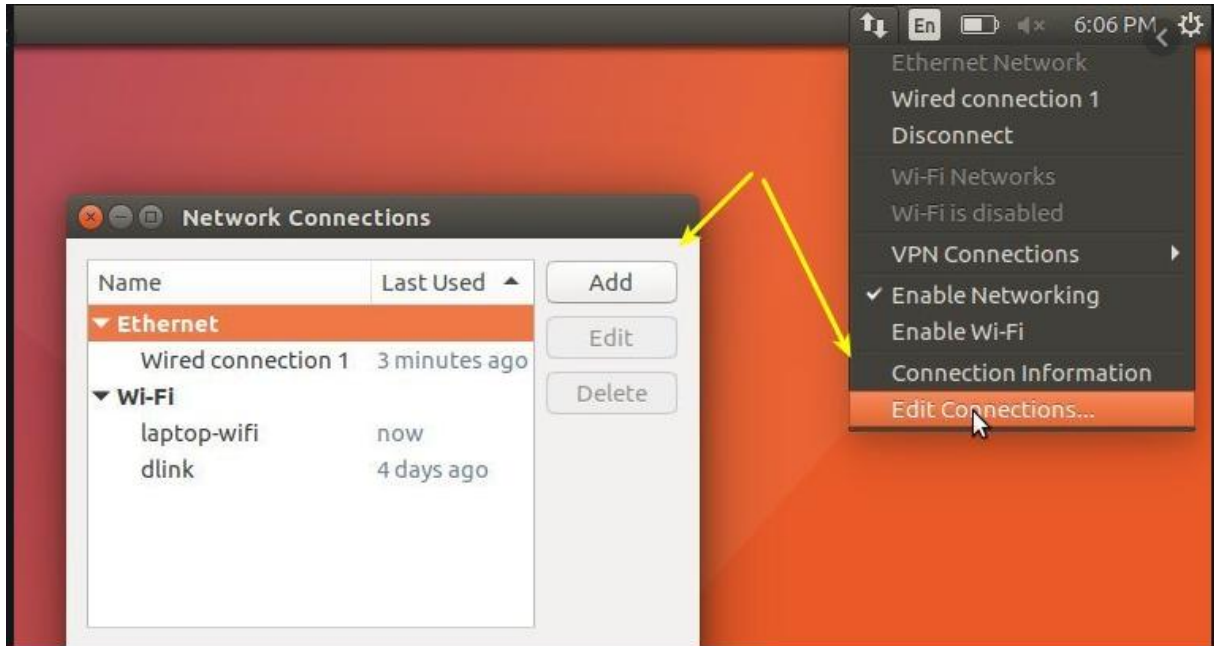 En 6:06 PM
Ethernet Network
Wired connection 1
Disconnect
Wi-Fi Networks
Wi-Fi is disabled
VPN Connections
Enable Networking
Enable Wi-Fi
Connection Information
Edit Connections...
Network Connections
Name Last Used Add
Ethernet
Edit
Wired connection 1 3 minutes ago
Wi-Fi Delete
laptop-wifi now
dlink 4 days ago